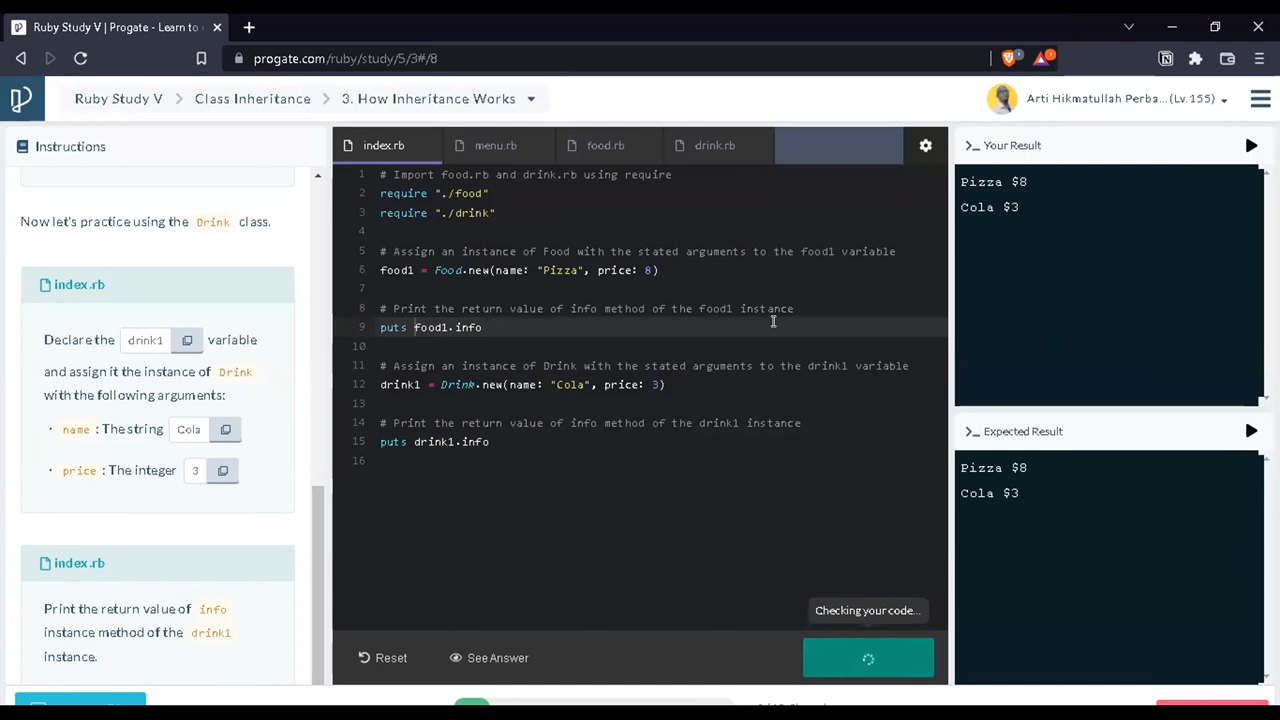 Ruby Study V | Progate - Learn to
progate.com/ruby/study/5/3#/8
Ruby Study V
Class Inheritance
3. How Inheritance Works
Arti Hikmatullah Perba...(Lv.155)
Instructions
Now let's practice using the Drink class.
index.rb
Declare the drink1 variable
and assign it the instance of Drink
with the following arguments:
· name : The string Cola
· price : The integer 3
index.rb
Print the return value of info
instance method of the drink1
instance.
index.rb
menu.rb
food.rb
drink.rb
1 # Import food.rb and drink.rb using require
2 require "./food"
3 require "./drink"
4
5 # Assign an instance of Food with the stated arguments to the food1 variable
6 food1 = Food.new(name: "Pizza", price: 8)
7
8 # Print the return value of info method of the food1 instance
9 puts food1.info
10
11 # Assign an instance of Drink with the stated arguments to the drink1 variable
12 drink1 = Drink.new(name: "Cola", price: 3)
13
14 # Print the return value of info method of the drink1 instance
15 puts drink1.info
16
Checking your code...
Reset
See Answer
Your Result
Pizza $8
Cola $3
Expected Result
Pizza $8
Cola $3